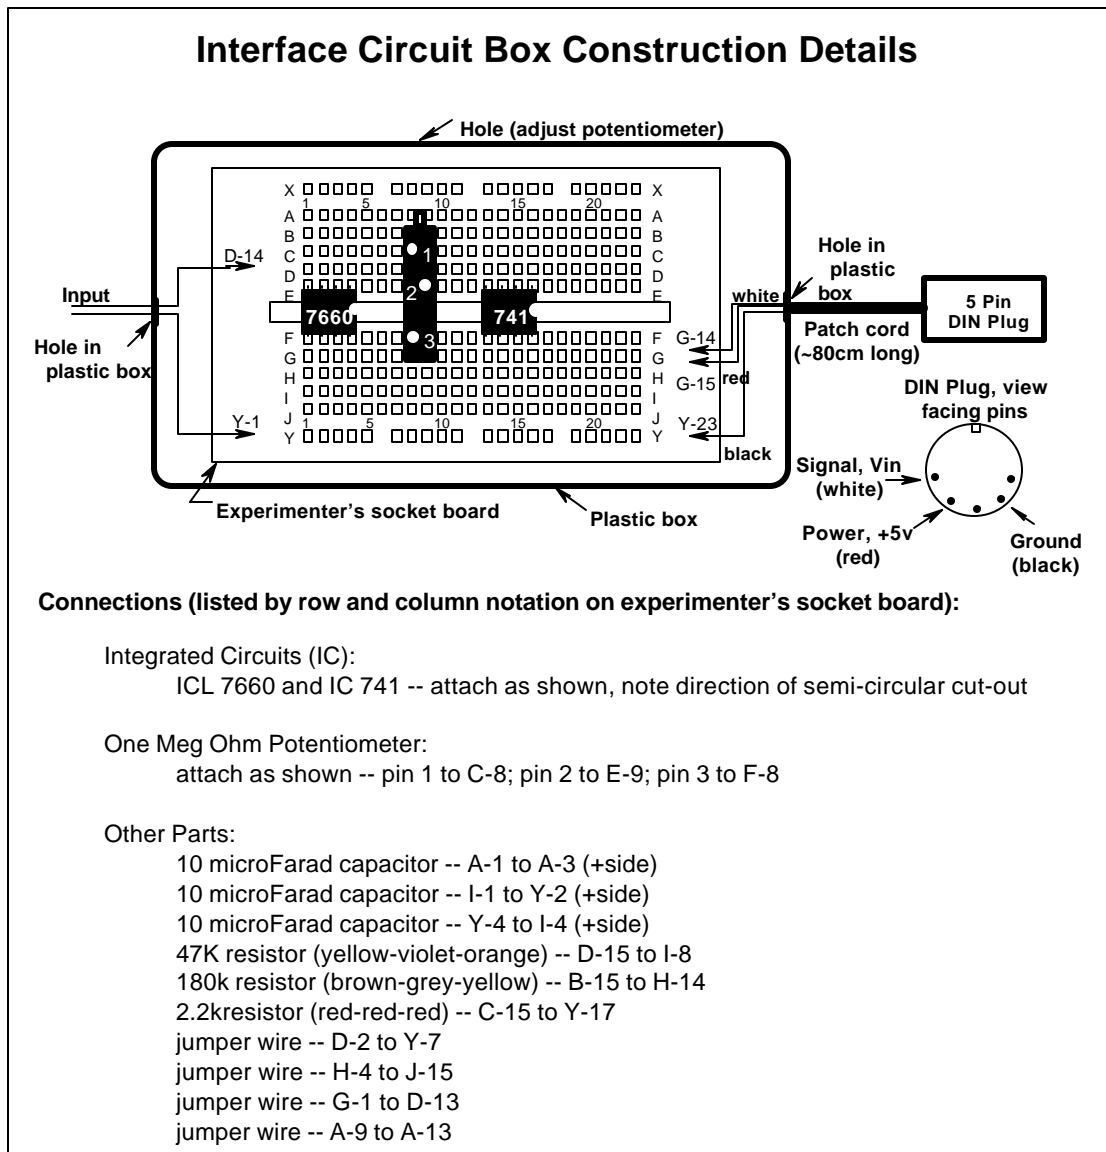 Interface Circuit Box Construction Details
Hole (adjust potentiometer)
X 1 5 10 15 20 X
A A
B B
C C
D D
E E
D-14
Input
Hole in
plastic box
1
2
3
7660
741
F F
G G
H H
I I
J 1 5 10 15 20 J
Y Y
Y-1
white
Hole in
plastic
box
5 Pin
DIN Plug
Patch cord
(~80cm long)
G-14
red
G-15
Y-23
black
DIN Plug, view
facing pins
Signal, Vin
(white)
Power, +5v
(red)
Ground
(black)
Experimenter's socket board
Plastic box
Connections (listed by row and column notation on experimenter's socket board):
Integrated Circuits (IC):
ICL 7660 and IC 741 -- attach as shown, note direction of semi-circular cut-out
One Meg Ohm Potentiometer:
attach as shown -- pin 1 to C-8; pin 2 to E-9; pin 3 to F-8
Other Parts:
10 microFarad capacitor -- A-1 to A-3 (+side)
10 microFarad capacitor -- I-1 to Y-2 (+side)
10 microFarad capacitor -- Y-4 to I-4 (+side)
47K resistor (yellow-violet-orange) -- D-15 to I-8
180k resistor (brown-grey-yellow) -- B-15 to H-14
2.2kresistor (red-red-red) -- C-15 to Y-17
jumper wire -- D-2 to Y-7
jumper wire -- H-4 to J-15
jumper wire -- G-1 to D-13
jumper wire -- A-9 to A-13